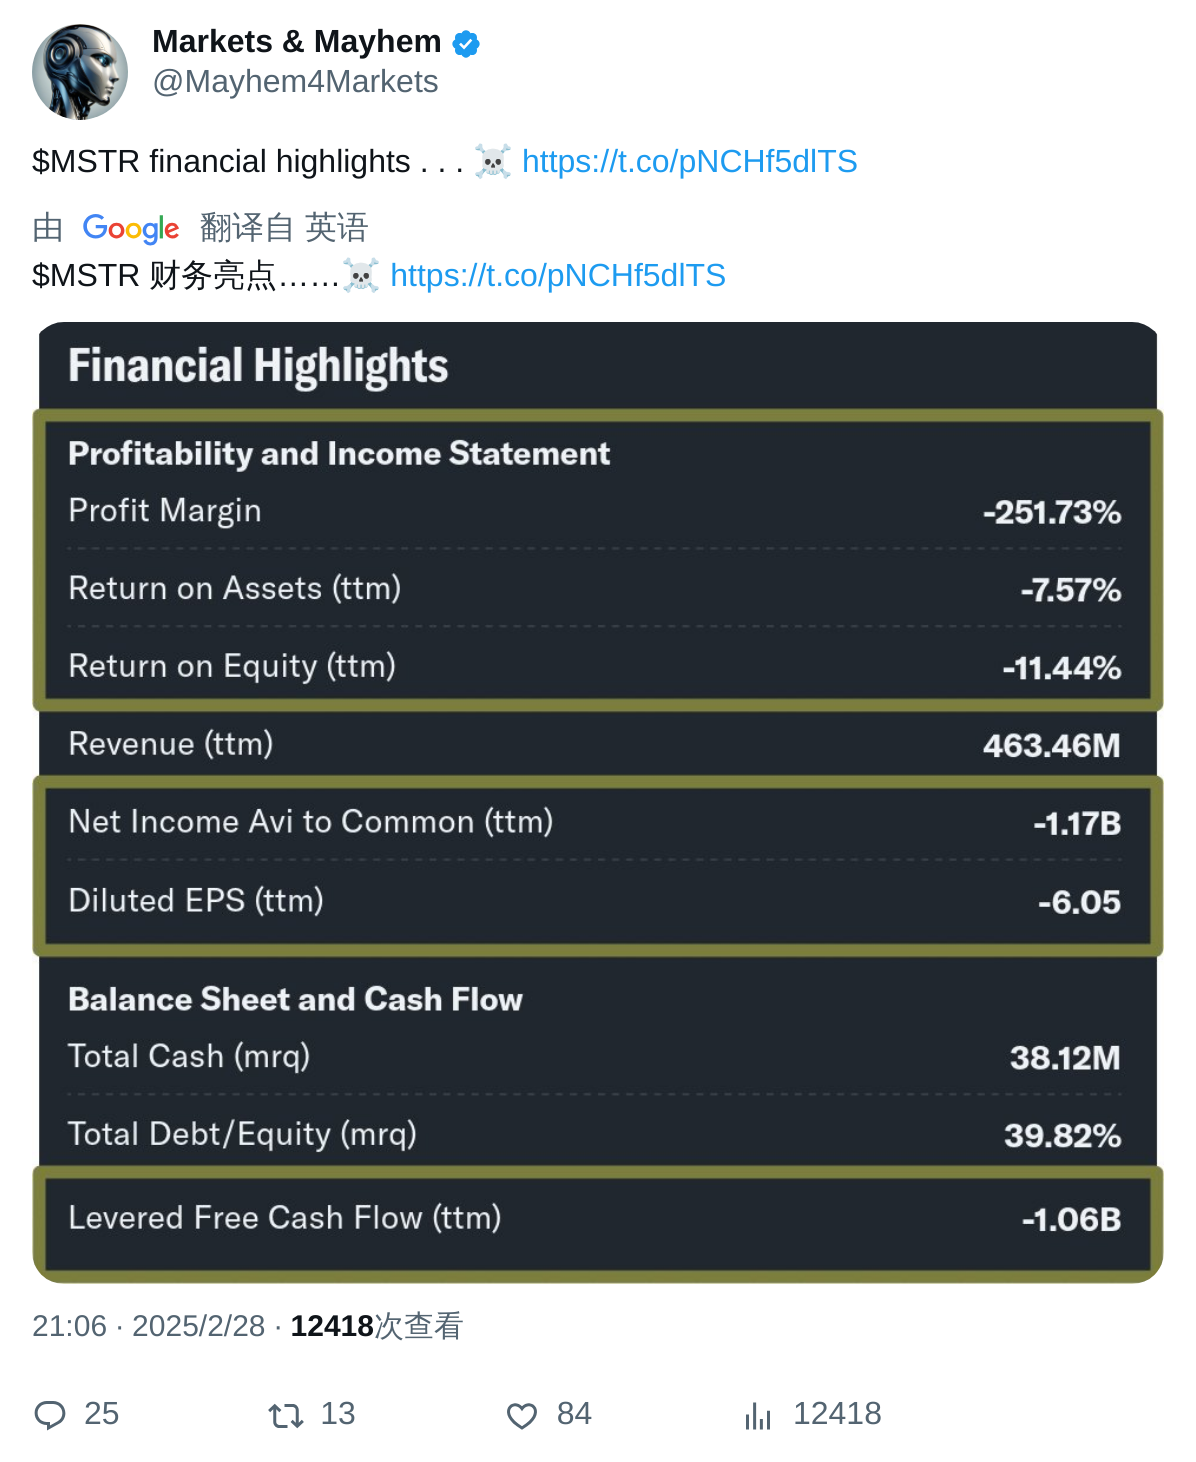 Markets & Mayhem
@Mayhem4Markets
$MSTR financial highlights . . . ☠️ https://t.co/pNCHf5dlTS
由 Google 翻译自 英语
$MSTR 财务亮点……☠️ https://t.co/pNCHf5dlTS
Financial Highlights
Profitability and Income Statement
Profit Margin -251.73%
Return on Assets (ttm) -7.57%
Return on Equity (ttm) -11.44%
Revenue (ttm) 463.46M
Net Income Avi to Common (ttm) -1.17B
Diluted EPS (ttm) -6.05
Balance Sheet and Cash Flow
Total Cash (mrq) 38.12M
Total Debt/Equity (mrq) 39.82%
Levered Free Cash Flow (ttm) -1.06B
21:06 · 2025/2/28 · 12418次查看
25 13 84 12418